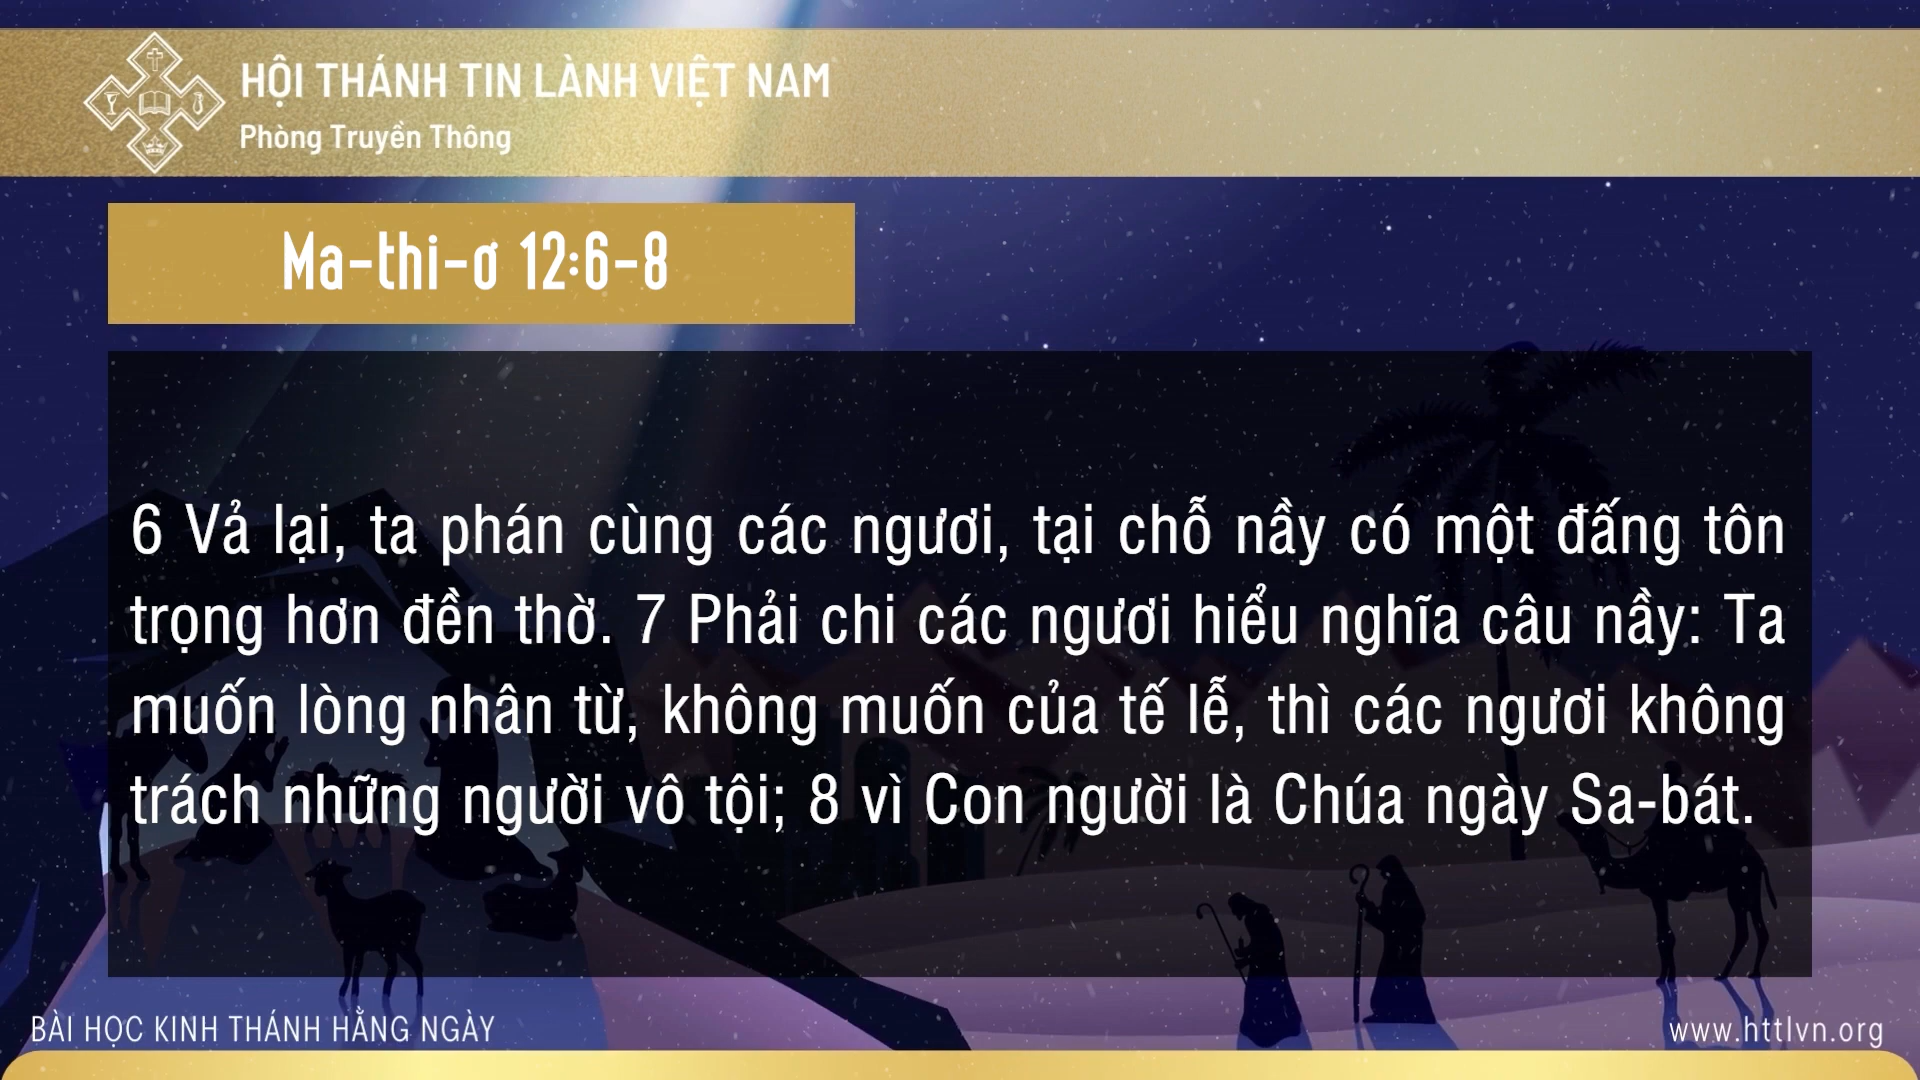 HỘI THÁNH TIN LÀNH VIỆT NAM
Phòng Truyền Thông
Ma-thi-ơ 12:6-8
6 Vả lại, ta phán cùng các ngươi, tại chỗ nầy có một đấng tôn
trọng hơn đền thờ. 7 Phải chi các ngươi hiểu nghĩa câu nầy: Ta
muốn lòng nhân từ, không muốn của tế lễ, thì các ngươi không
trách những người vô tội; 8 vì Con người là Chúa ngày Sa-bát.
BÀI HỌC KINH THÁNH HẰNG NGÀY
www.httlvn.org